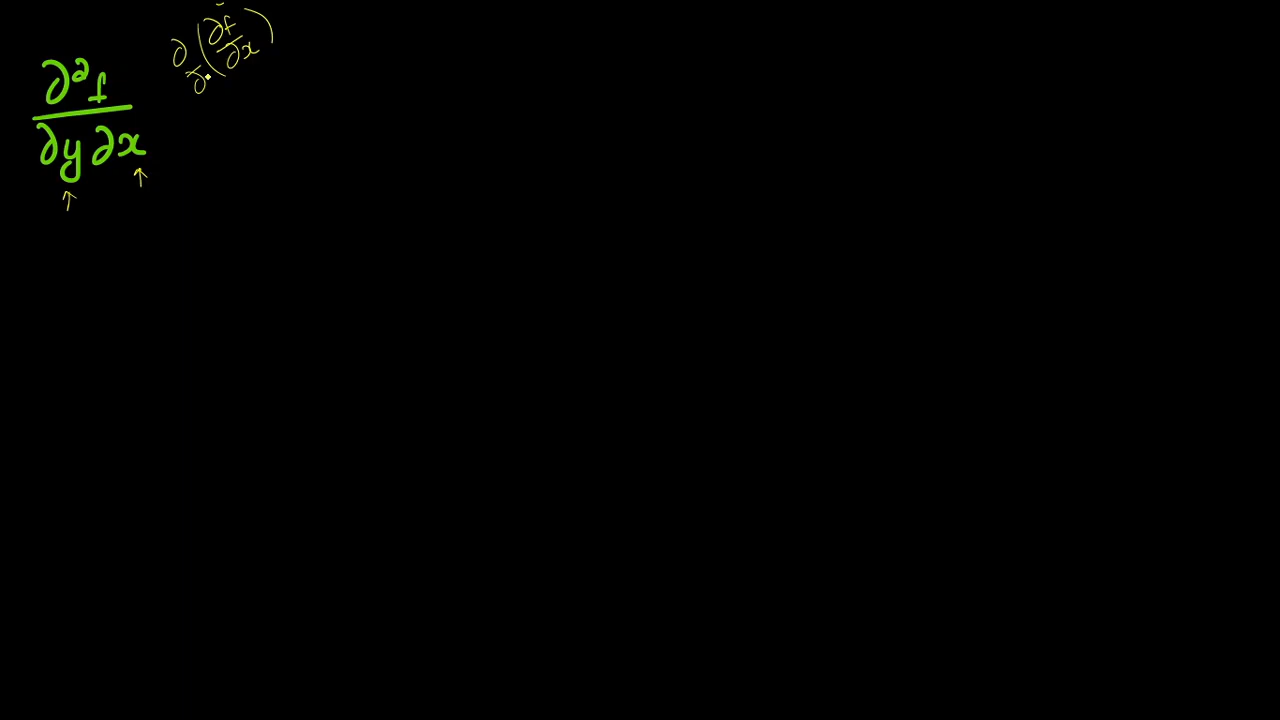 ∂²f
∂y ∂x
↑ ↑
∂ (∂f
∂ ∂x)